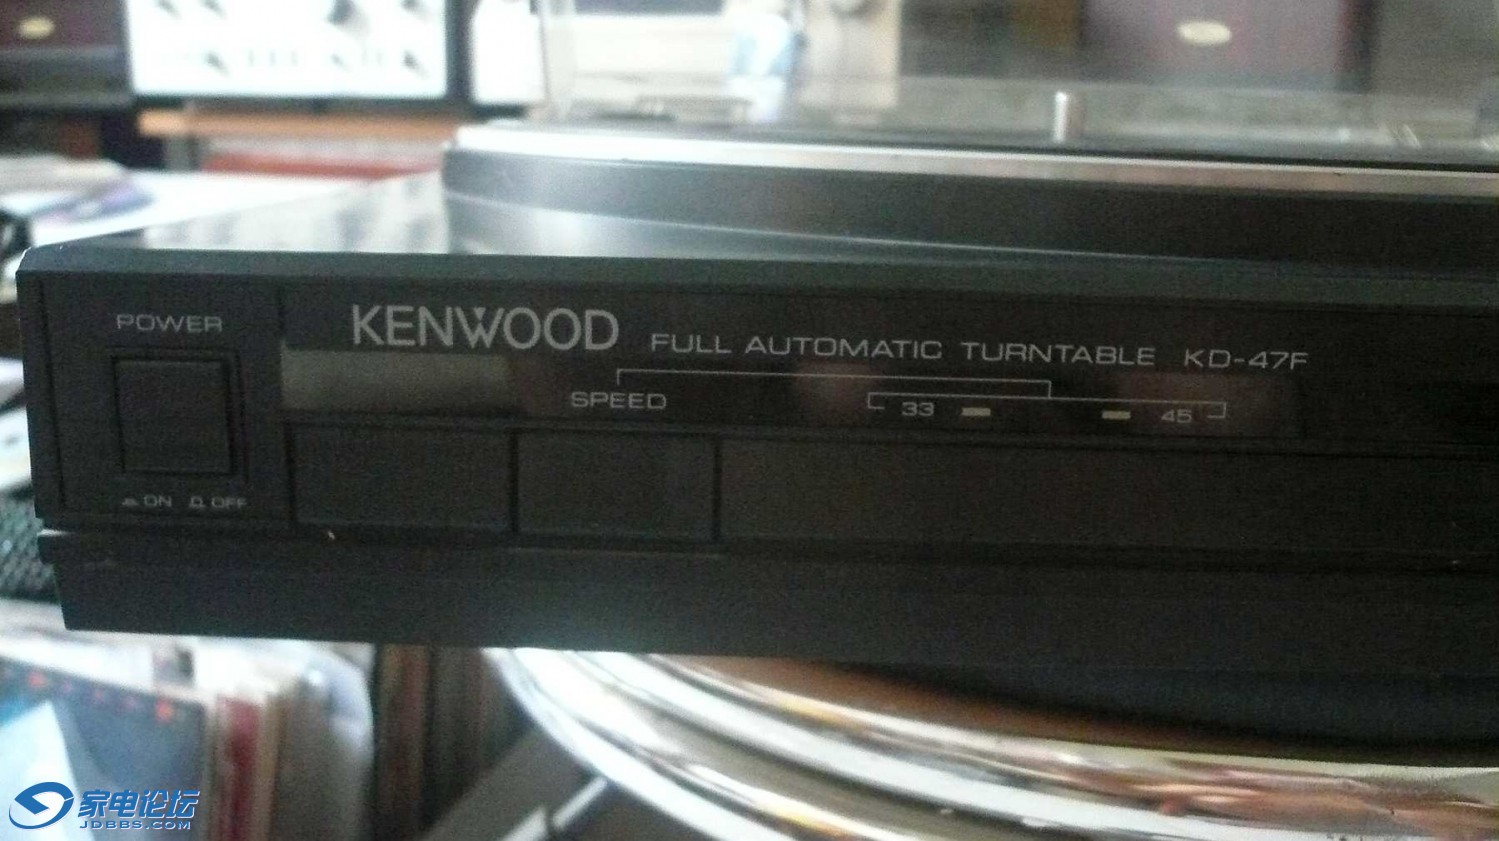 POWER
KENWOOD FULL AUTOMATIC TURNTABLE KD-47F
SPEED 33 45
ON OFF
家电论坛
JDBBS.COM